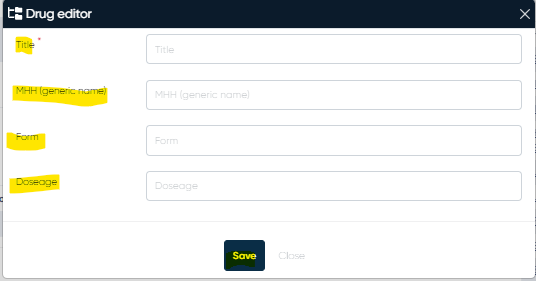 Drug editor
Title *
Title
MHH (generic name)
MHH (generic name)
Form
Form
Doseage
Doseage
Save Close